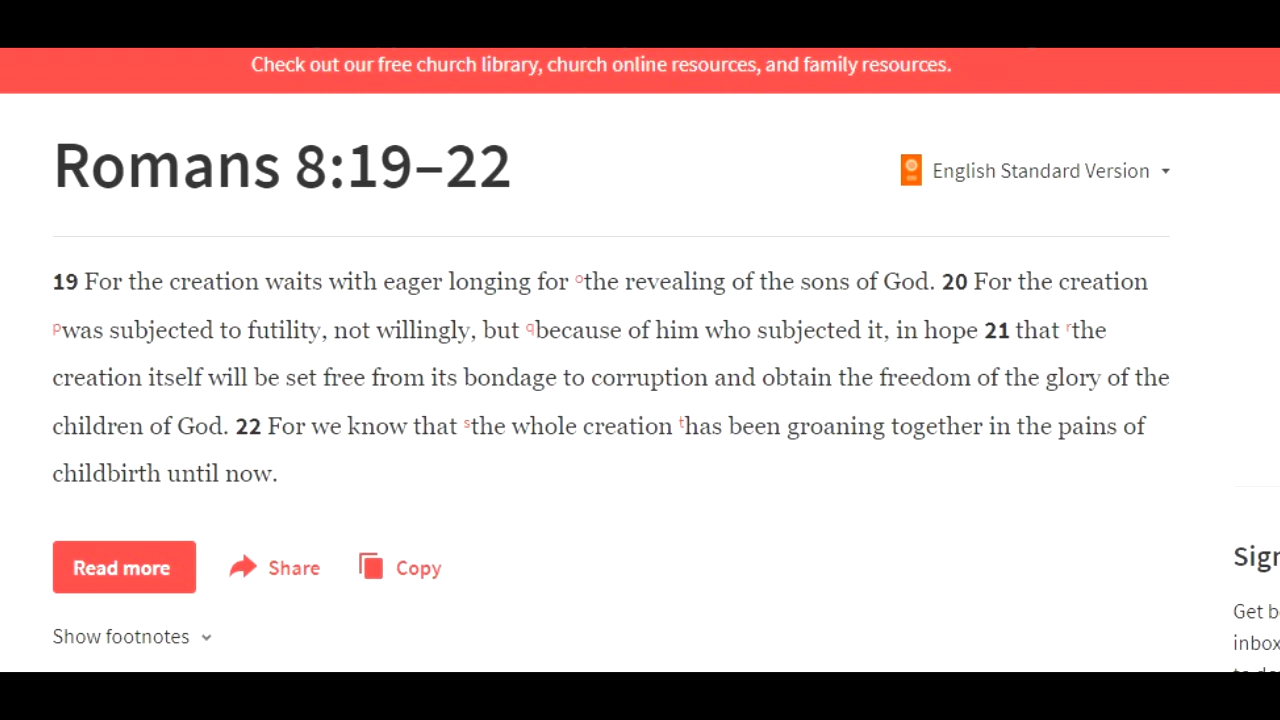 Check out our free church library, church online resources, and family resources.
Romans 8:19–22
English Standard Version
19 For the creation waits with eager longing for othe revealing of the sons of God. 20 For the creation
pwas subjected to futility, not willingly, but qbecause of him who subjected it, in hope 21 that rthe
creation itself will be set free from its bondage to corruption and obtain the freedom of the glory of the
children of God. 22 For we know that sthe whole creation thas been groaning together in the pains of
childbirth until now.
Read more
Share
Copy
Show footnotes
Get
inbox